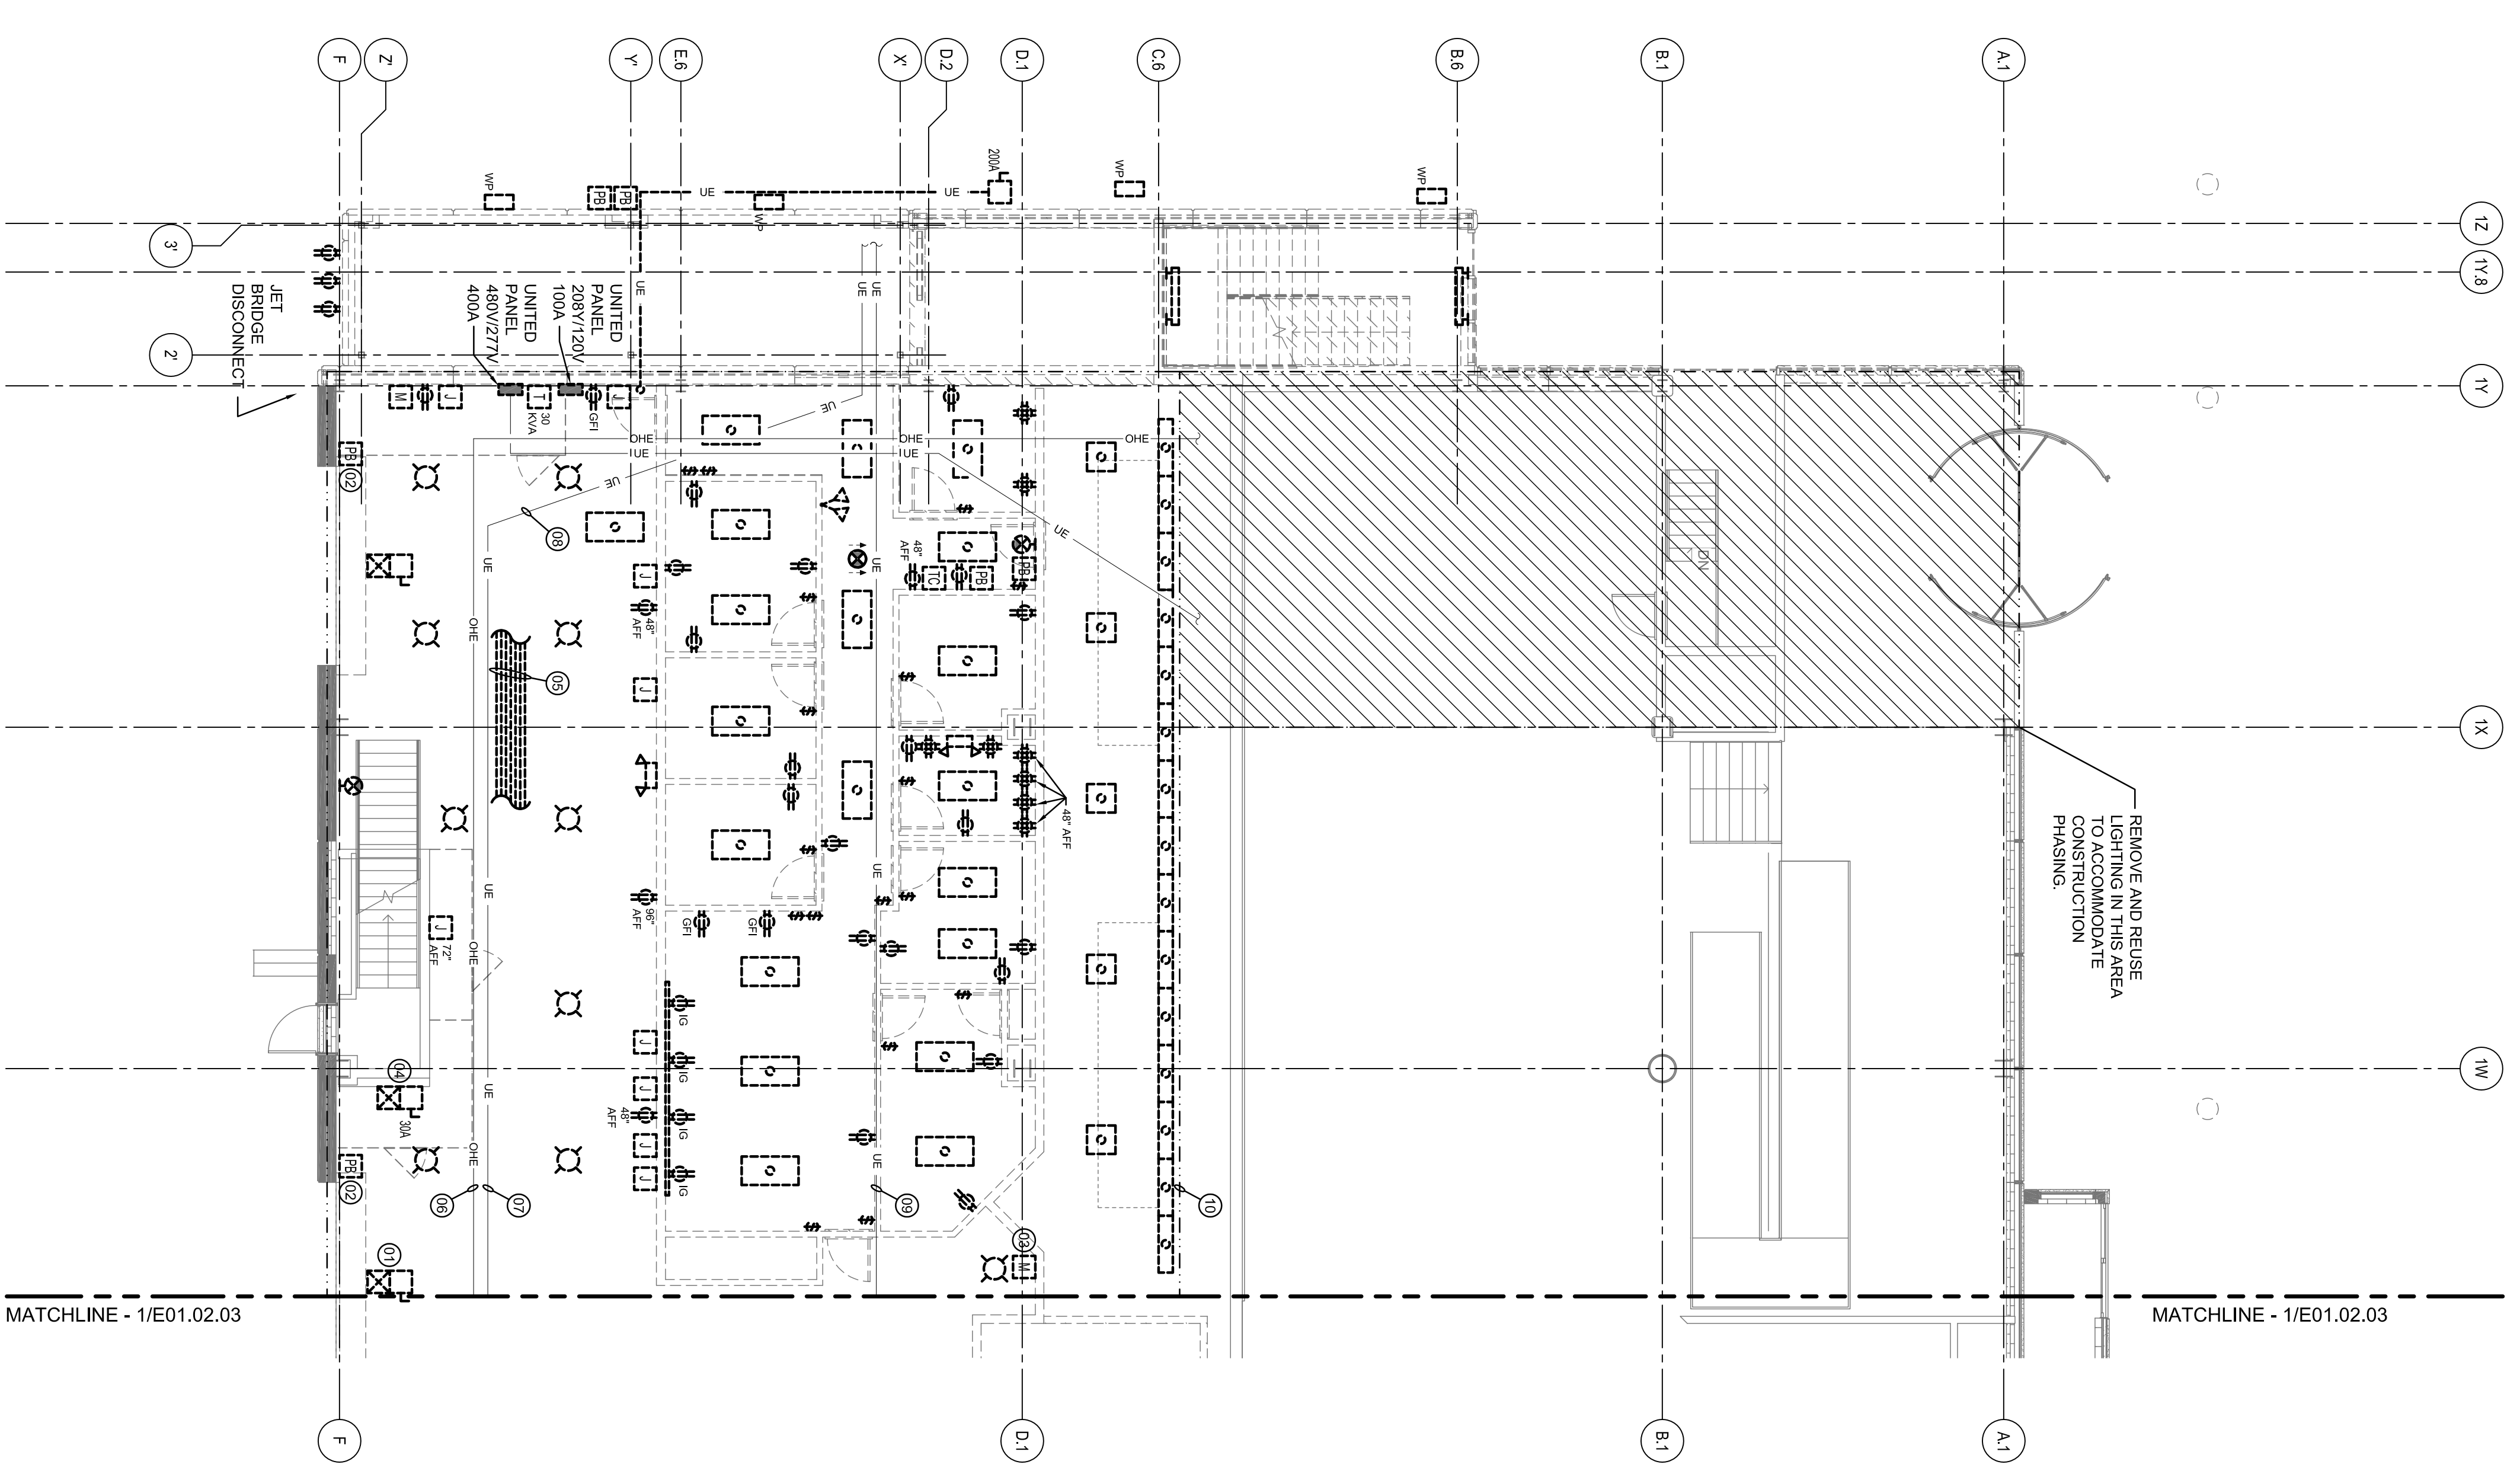 F
Z'
Y'
E.6
X'
D.2
D.1
C.6
B.6
B.1
A.1
1Z
1Y.8
1Y
1X
1W
3'
2'
WP
PB
PB
UE
WP
UE
200A
WP
WP
JET
BRIDGE
DISCONNECT
UNITED
PANEL
480V/277V
400A
UNITED
PANEL
208Y/120V
100A
UE
UE
UE
M
J
T
30
KVA
GFI
J
UE
OHE
UE
OHE
UE
OHE
PB
02
UE
08
UE
UE
48"
AFF
TC
PB
PB
DN
J
48"
AFF
UE
OHE
05
J
48" AFF
REMOVE AND REUSE
LIGHTING IN THIS AREA
TO ACCOMMODATE
CONSTRUCTION
PHASING.
UE
UE
96"
AFF
GFI
GFI
J
72"
AFF
OHE
IG
J
IG
J
IG
48"
AFF
J
IG
J
04
30A
UE
OHE
UE
PB
02
06
07
09
10
01
03
M
MATCHLINE - 1/E01.02.03
MATCHLINE - 1/E01.02.03
F
D.1
B.1
A.1